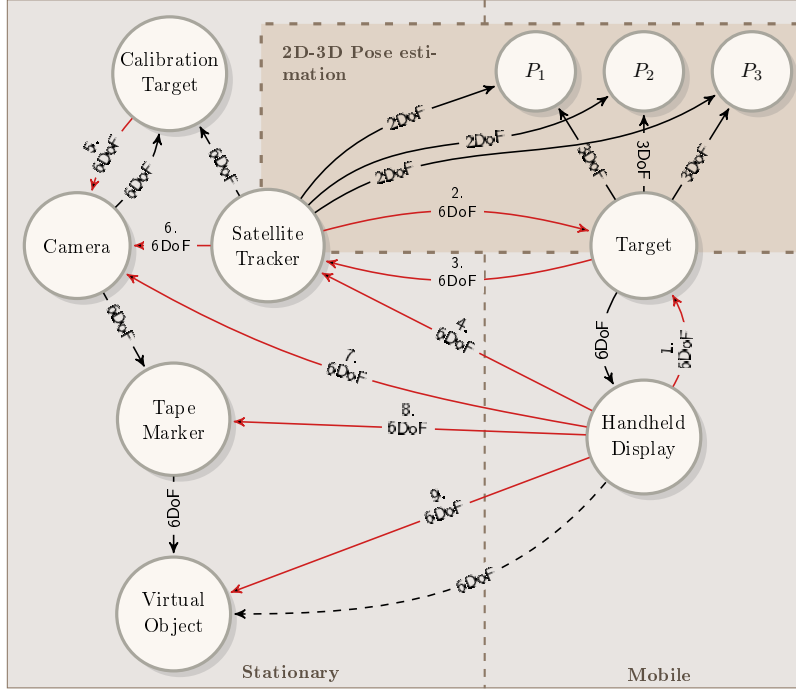 Calibration
Target
2D-3D Pose esti-
mation
P1
P2
P3
2DoF
2DoF
2DoF
3DoF
3DoF
3DoF
5.
6DoF
6DoF
6DoF
Camera
6.
6DoF
Satellite
Tracker
2.
6DoF
Target
3.
6DoF
4.
6DoF
6DoF
1.
6DoF
6DoF
7.
6DoF
Tape
Marker
8.
6DoF
Handheld
Display
6DoF
9.
6DoF
6DoF
Virtual
Object
Stationary
Mobile